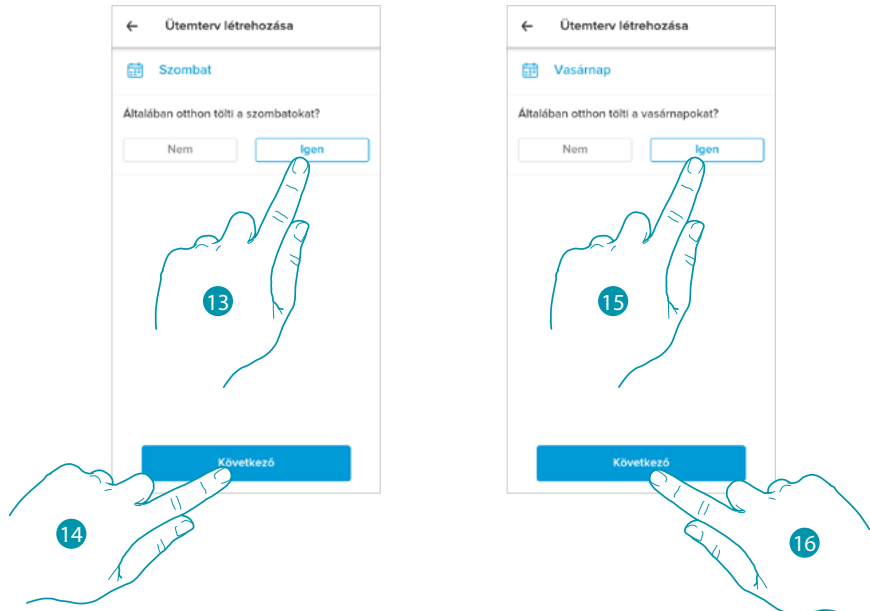 Ütemterv létrehozása
Szombat
Általában otthon tölti a szombatokat?
Nem
Igen
13
Következő
14
Ütemterv létrehozása
Vasárnap
Általában otthon tölti a vasárnapokat?
Nem
Igen
15
Következő
16